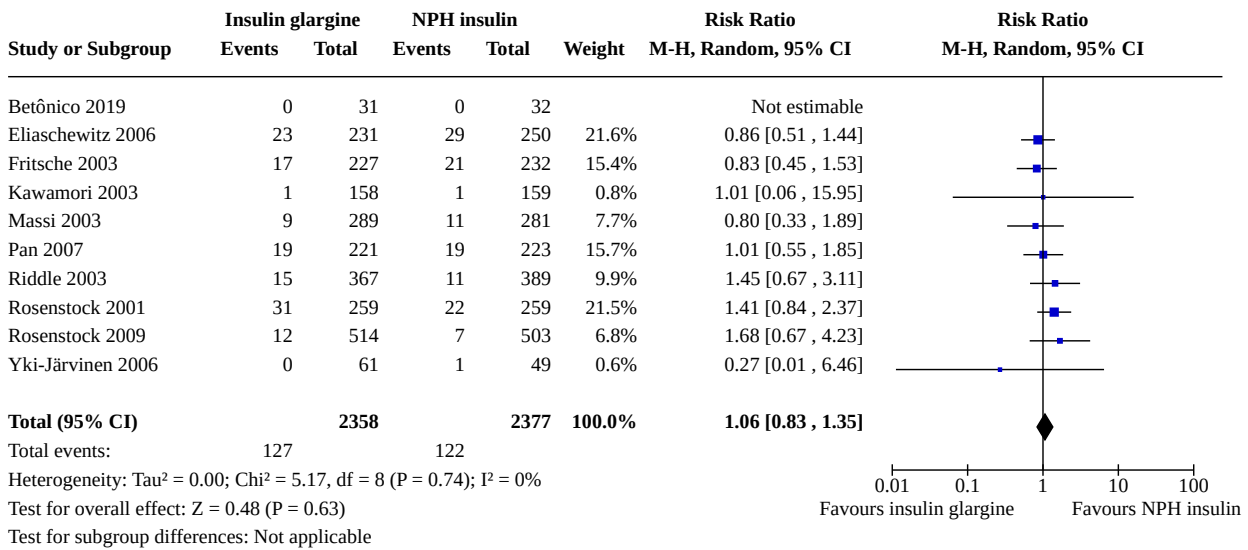 Insulin glargine NPH insulin Risk Ratio Risk Ratio
Study or Subgroup Events Total Events Total Weight M-H, Random, 95% CI M-H, Random, 95% CI
Betônico 2019 0 31 0 32 Not estimable
Eliaschewitz 2006 23 231 29 250 21.6% 0.86 [0.51 , 1.44]
Fritsche 2003 17 227 21 232 15.4% 0.83 [0.45 , 1.53]
Kawamori 2003 1 158 1 159 0.8% 1.01 [0.06 , 15.95]
Massi 2003 9 289 11 281 7.7% 0.80 [0.33 , 1.89]
Pan 2007 19 221 19 223 15.7% 1.01 [0.55 , 1.85]
Riddle 2003 15 367 11 389 9.9% 1.45 [0.67 , 3.11]
Rosenstock 2001 31 259 22 259 21.5% 1.41 [0.84 , 2.37]
Rosenstock 2009 12 514 7 503 6.8% 1.68 [0.67 , 4.23]
Yki-Järvinen 2006 0 61 1 49 0.6% 0.27 [0.01 , 6.46]
Total (95% CI) 2358 2377 100.0% 1.06 [0.83 , 1.35]
Total events: 127 122
Heterogeneity: Tau² = 0.00; Chi² = 5.17, df = 8 (P = 0.74); I² = 0%
0.01 0.1 1 10 100
Test for overall effect: Z = 0.48 (P = 0.63)
Favours insulin glargine Favours NPH insulin
Test for subgroup differences: Not applicable